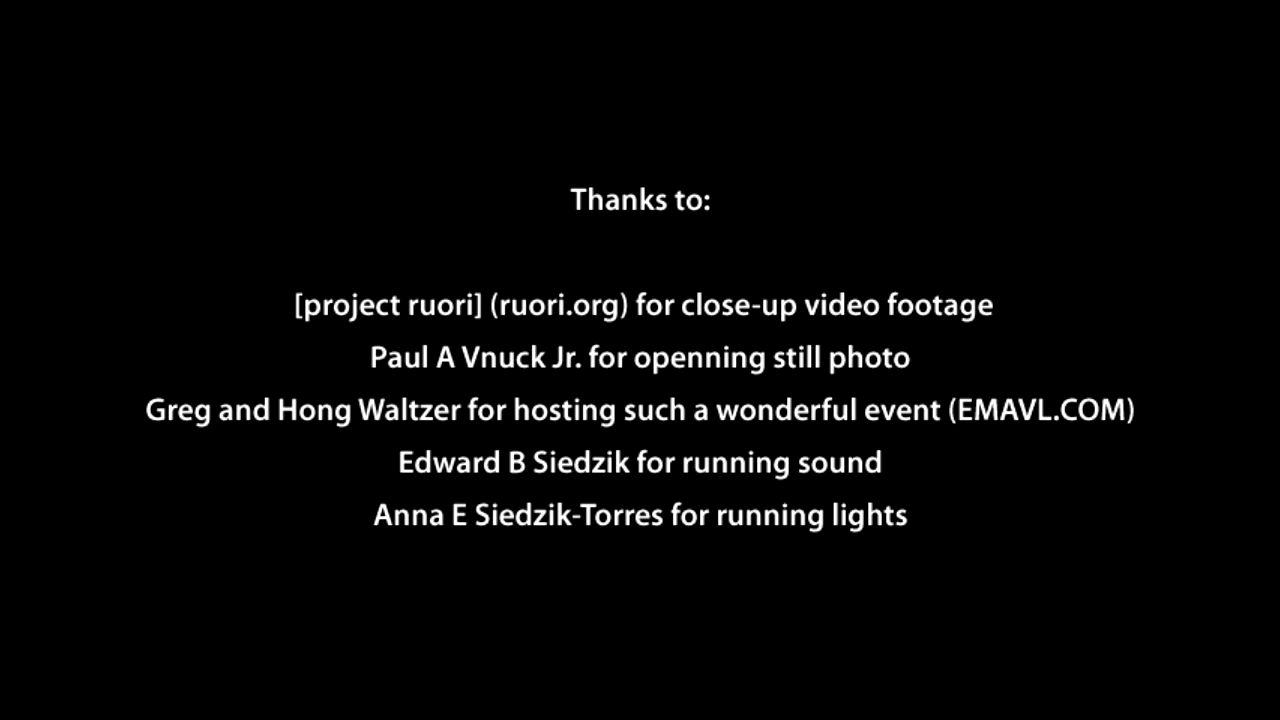 Thanks to:
[project ruori] (ruori.org) for close-up video footage
Paul A Vnuck Jr. for openning still photo
Greg and Hong Waltzer for hosting such a wonderful event (EMAVL.COM)
Edward B Siedzik for running sound
Anna E Siedzik-Torres for running lights